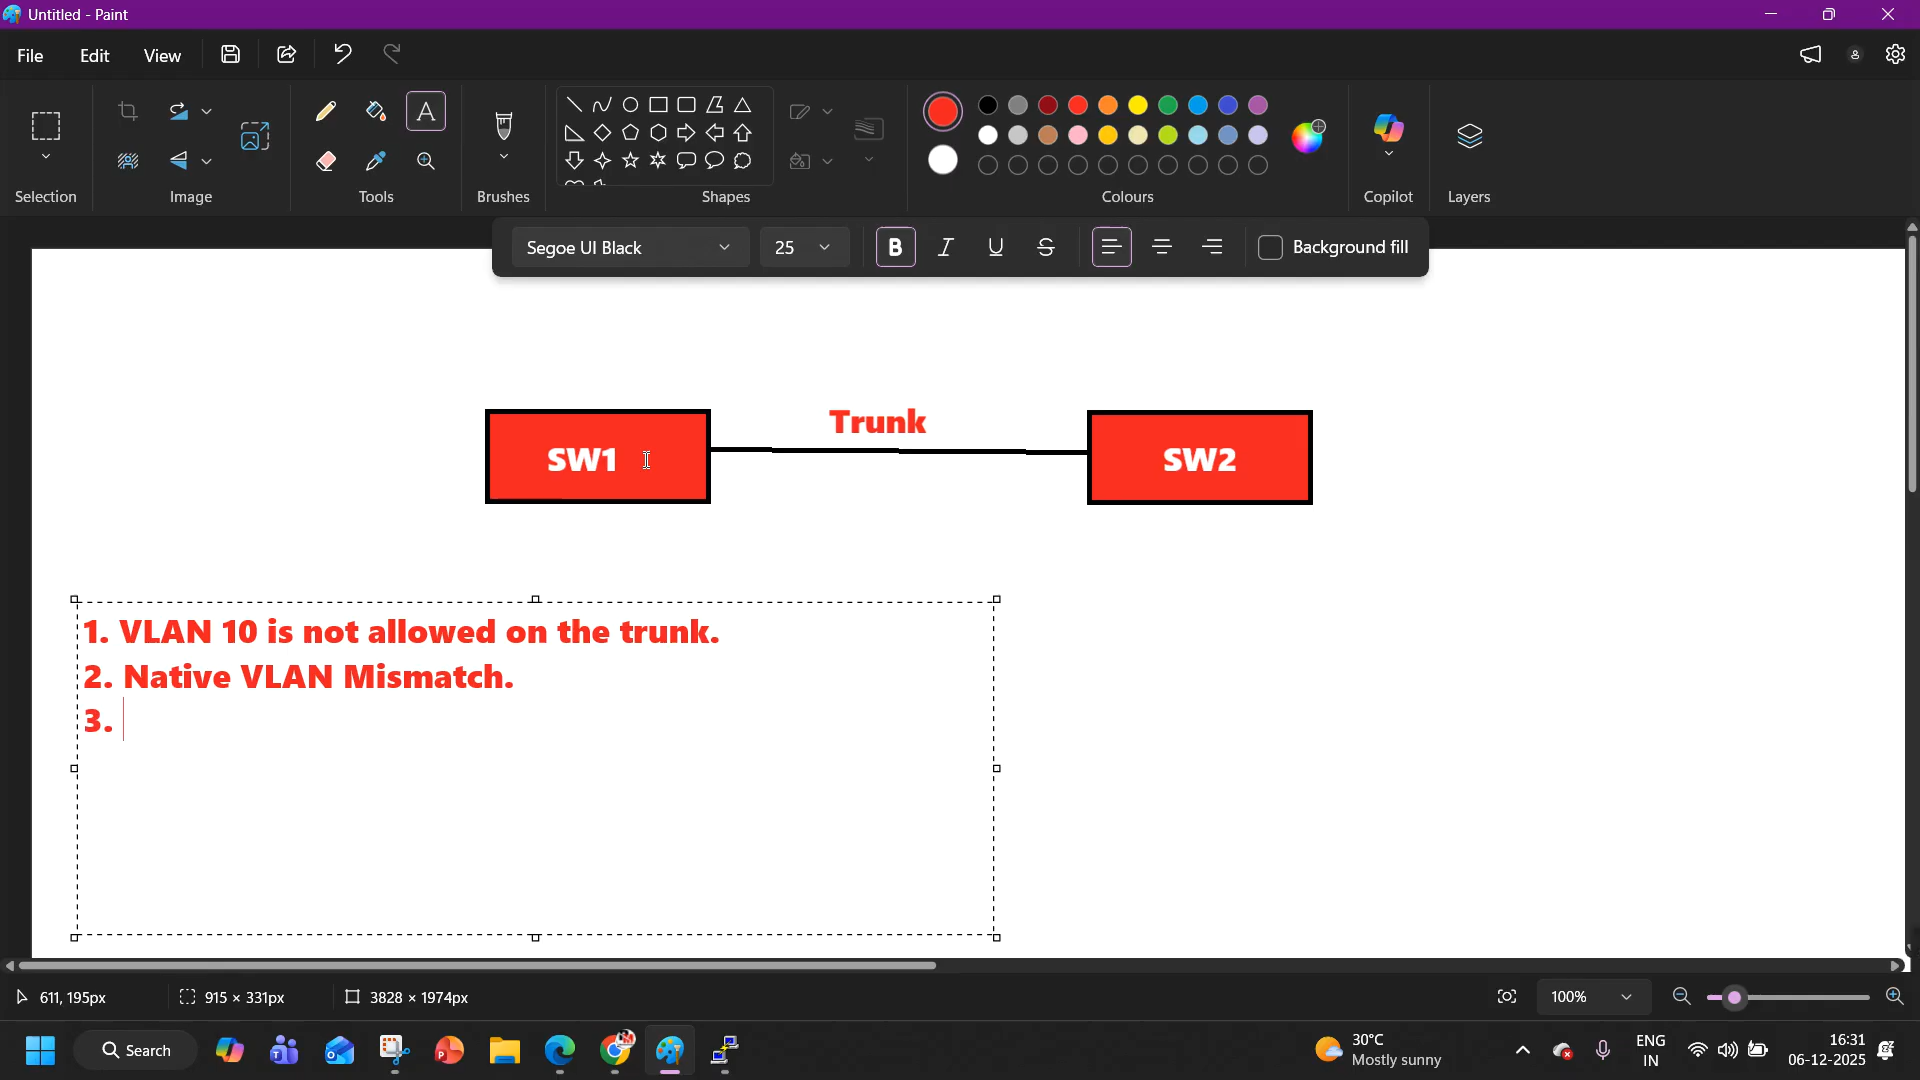 Untitled - Paint
File Edit View
Selection Image Tools Brushes Shapes Colours Copilot Layers
Segoe UI Black 25 B I U S Background fill
Trunk
SW1 SW2
1. VLAN 10 is not allowed on the trunk.
2. Native VLAN Mismatch.
3.
611, 195px 915 × 331px 3828 × 1974px 100%
Search
30°C
Mostly sunny
ENG
IN
16:31
06-12-2025